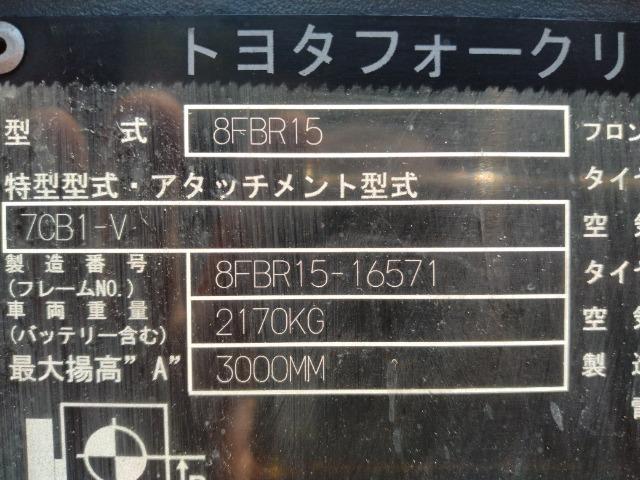 トヨタフォークリ
型式 8FBR15 フロン
特型型式・アタッチメント型式 タイ
7CB1-V 空
製造番号 8FBR15-16571 タイ
(フレームNO.)
車両重量 2170KG 空
(バッテリー含む)
最大揚高"A" 3000MM 製